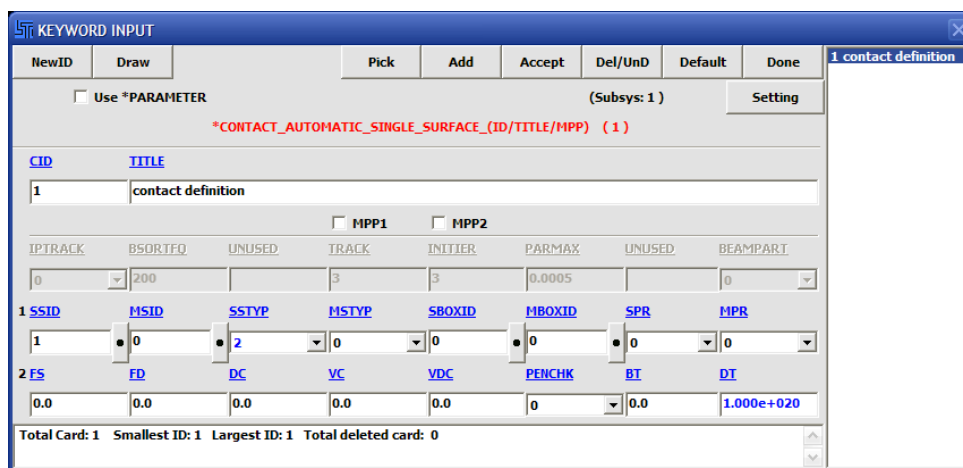 KEYWORD INPUT
NewID Draw Pick Add Accept Del/UnD Default Done
1 contact definition
Use *PARAMETER (Subsys: 1 ) Setting
*CONTACT_AUTOMATIC_SINGLE_SURFACE_(ID/TITLE/MPP) ( 1 )
CID TITLE
1 contact definition
MPP1 MPP2
IPTRACK BSORTFQ UNUSED TRACK INITIER PARMAX UNUSED BEAMPART
0 200 3 3 0.0005 0
1 SSID MSID SSTYP MSTYP SBOXID MBOXID SPR MPR
1 0 2 0 0 0 0 0
2 FS FD DC VC VDC PENCHK BT DT
0.0 0.0 0.0 0.0 0.0 0 0.0 1.000e+020
Total Card: 1 Smallest ID: 1 Largest ID: 1 Total deleted card: 0